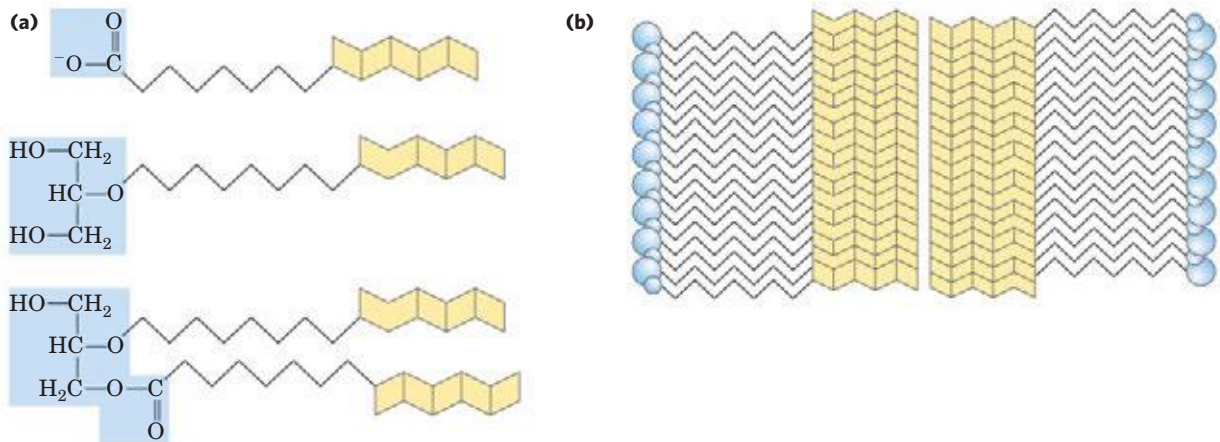 (a)
O
⁻O—C
HO—CH₂
HC—O
HO—CH₂
HO—CH₂
HC—O
H₂C—O—C
O
(b)